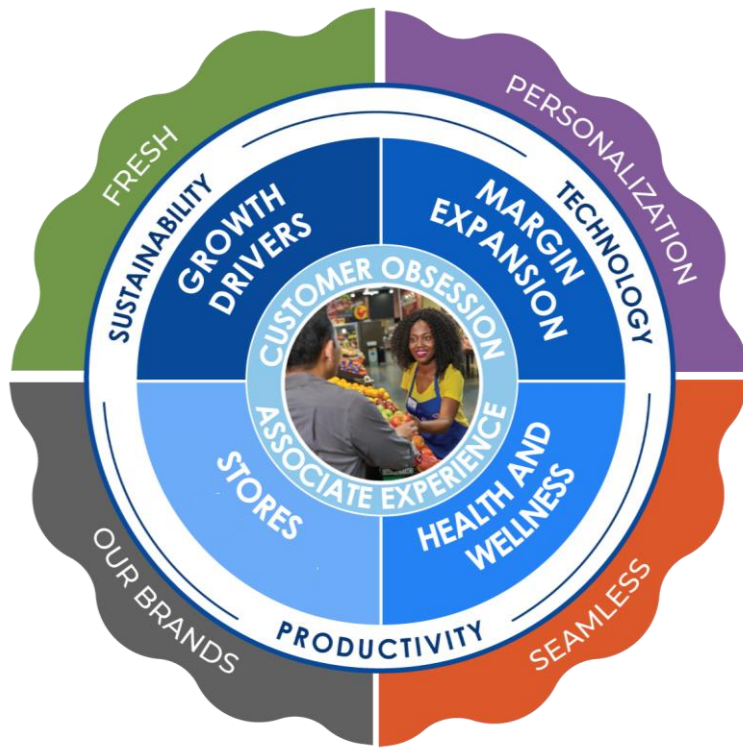 FRESH
PERSONALIZATION
SUSTAINABILITY
TECHNOLOGY
GROWTH
DRIVERS
MARGIN
EXPANSION
CUSTOMER OBSESSION
ASSOCIATE EXPERIENCE
STORES
HEALTH AND
WELLNESS
PRODUCTIVITY
OUR BRANDS
SEAMLESS